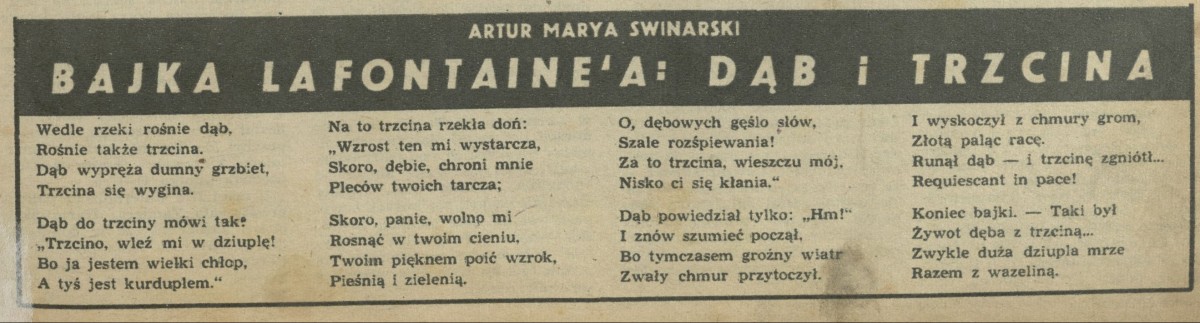 ARTUR MARYA SWINARSKI
BAJKA LAFONTAINE'A: DĄB i TRZCINA
Wedle rzeki rośnie dąb,
Rośnie także trzcina.
Dąb wypręża dumny grzbiet,
Trzcina się wygina.
Dąb do trzciny mówi tak:
„Trzcino, wleź mi w dziuplę!
Bo ja jestem wielki chłop,
A tyś jest kurduplem."
Na to trzcina rzekła doń:
„Wzrost ten mi wystarcza,
Skoro, dębie, chroni mnie
Pleców twoich tarcza;
Skoro, panie, wolno mi
Rosnąć w twoim cieniu,
Twoim pięknem poić wzrok,
Pieśnią i zielenią.
O, dębowych gęślo słów,
Szale rozśpiewania!
Za to trzcina, wieszczu mój,
Nisko ci się kłania."
Dąb powiedział tylko: „Hm!"
I znów szumieć począł,
Bo tymczasem groźny wiatr
Zwały chmur przytoczył.
I wyskoczył z chmury grom,
Złotą paląc racę.
Runął dąb — i trzcinę zgniótł...
Requiescant in pace!
Koniec bajki. — Taki był
Żywot dęba z trzciną...
Zwykle duża dziupla mrze
Razem z wazeliną.